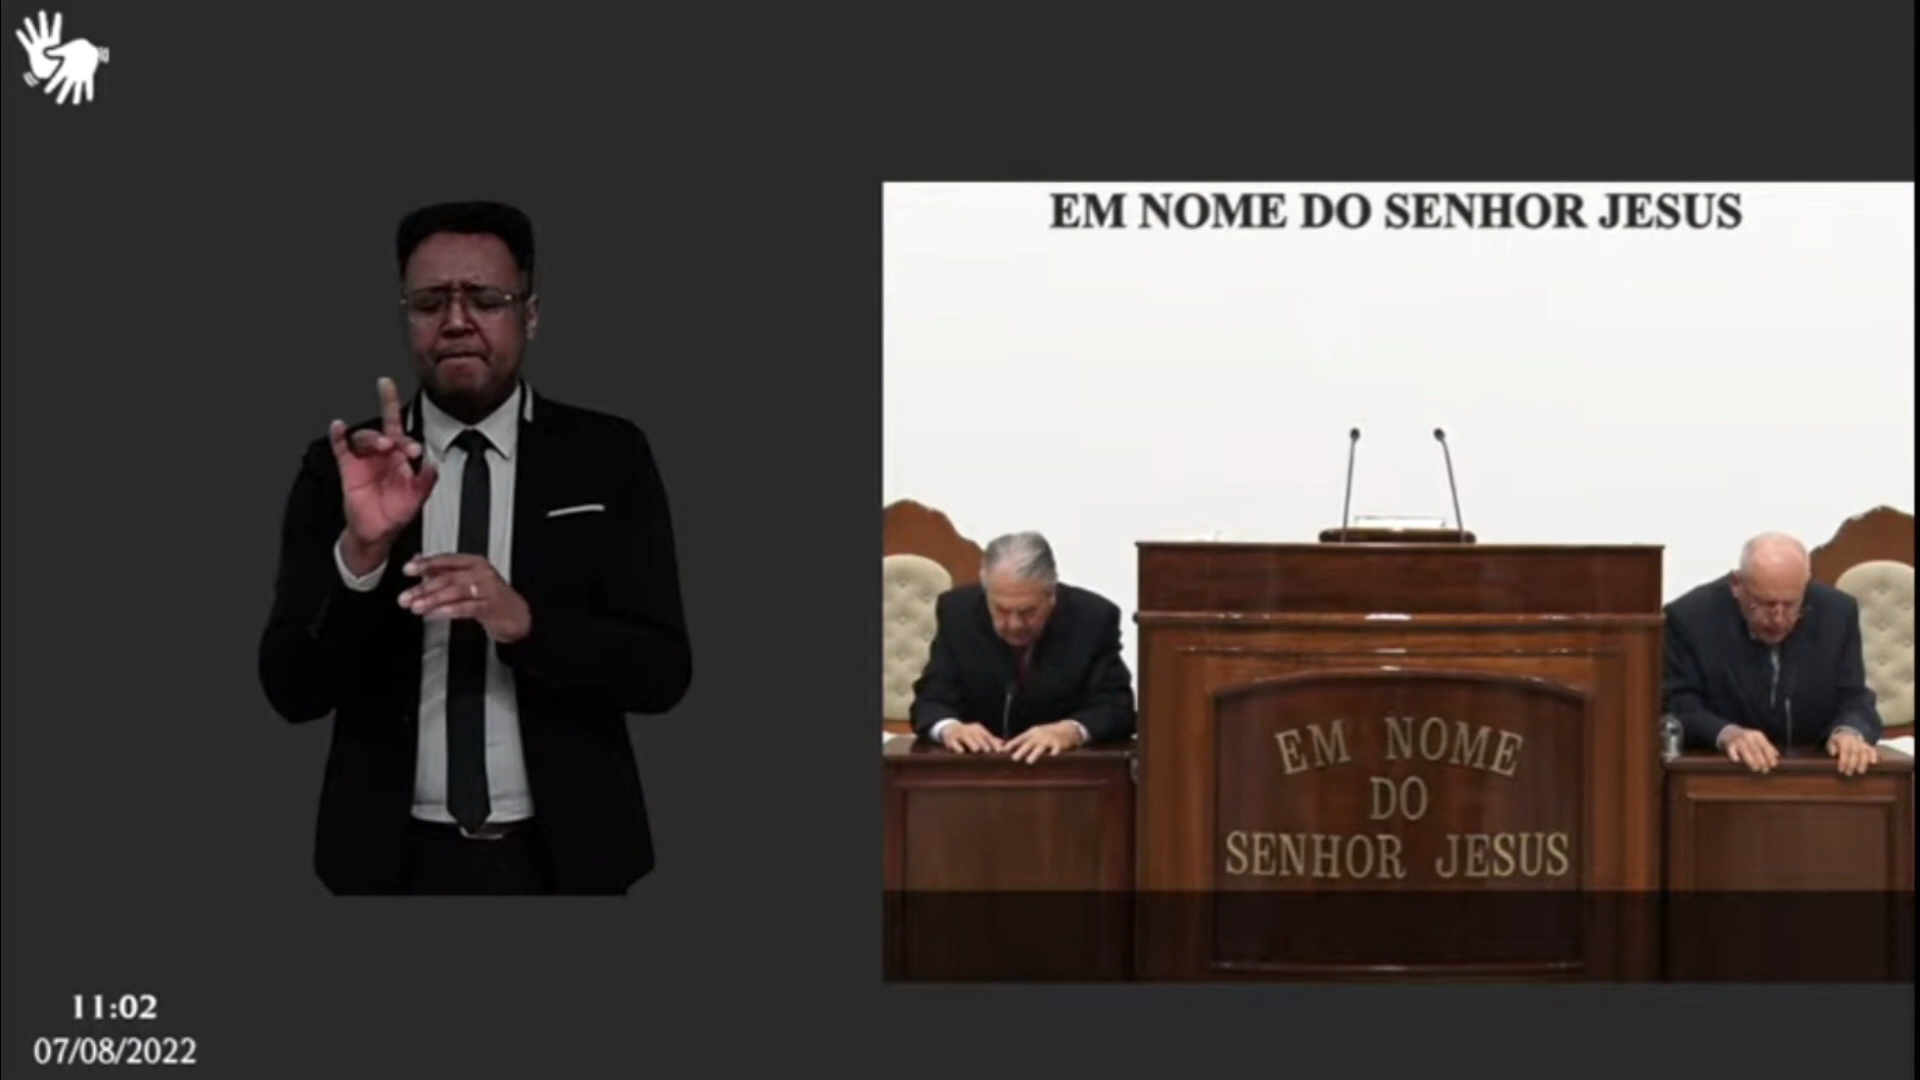 EM NOME DO SENHOR JESUS
EM NOME
DO
SENHOR JESUS
11:02
07/08/2022